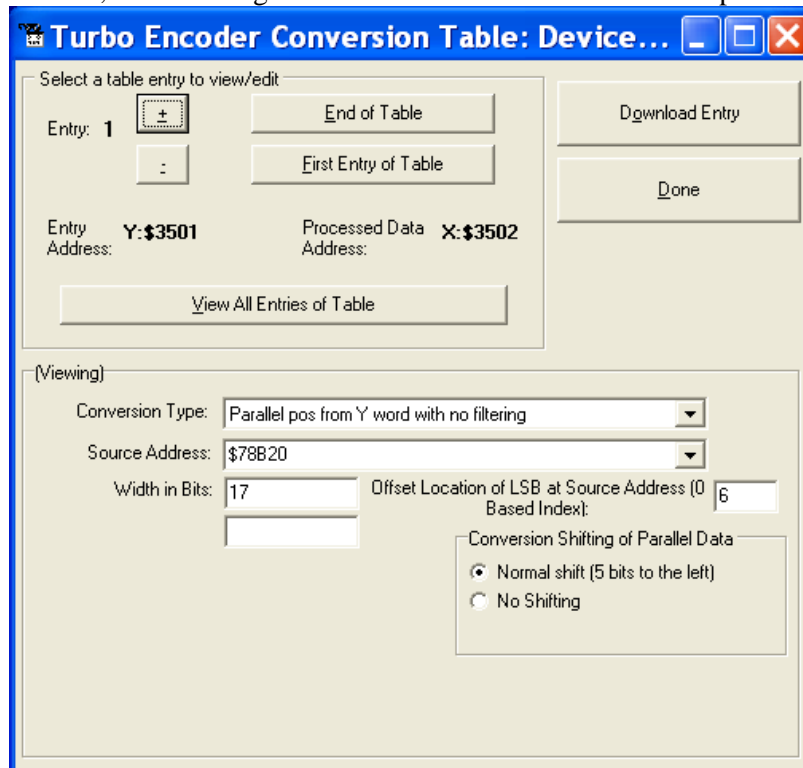 Turbo Encoder Conversion Table: Device...
Select a table entry to view/edit
Entry: 1
+
End of Table
Download Entry
-
First Entry of Table
Done
Entry Address: Y:$3501
Processed Data Address: X:$3502
View All Entries of Table
(Viewing)
Conversion Type: Parallel pos from Y word with no filtering
Source Address: $78B20
Width in Bits: 17
Offset Location of LSB at Source Address (0 Based Index): 6
Conversion Shifting of Parallel Data
Normal shift (5 bits to the left)
No Shifting